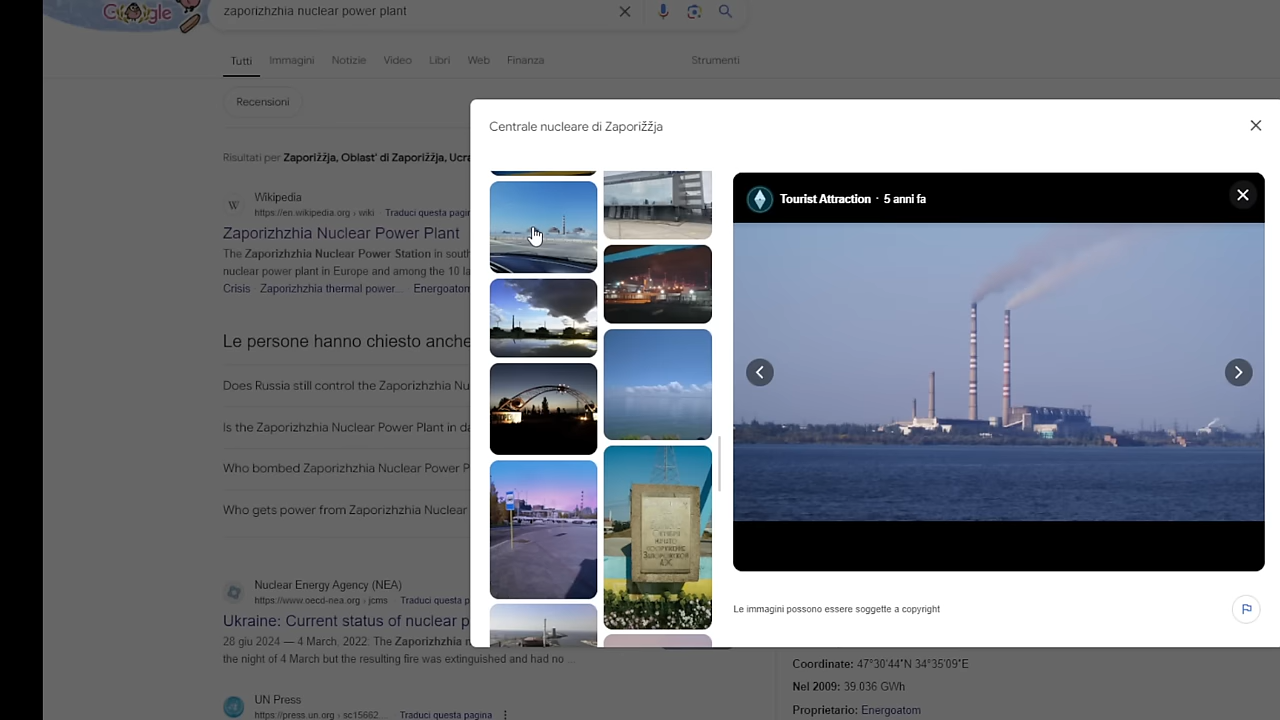 Google
zaporizhzhia nuclear power plant
Tutti Immagini Notizie Video Libri Web Finanza Strumenti
Recensioni
Risultati per Zaporižžja, Oblast' di Zaporižžja, Ucra
W Wikipedia
https://en.wikipedia.org › wiki · Traduci questa pagin
Zaporizhzhia Nuclear Power Plant
The Zaporizhzhia Nuclear Power Station in sout
nuclear power plant in Europe and among the 10 la
Crisis · Zaporizhzhia thermal power... · Energoatom
Le persone hanno chiesto anche
Does Russia still control the Zaporizhzhia Nu
Is the Zaporizhzhia Nuclear Power Plant in da
Who bombed Zaporizhzhia Nuclear Power P
Who gets power from Zaporizhzhia Nuclear
Nuclear Energy Agency (NEA)
https://www.oecd-nea.org › jcms Traduci questa p
Ukraine: Current status of nuclear p
28 giu 2024 — 4 March, 2022: The Zaporizhzhia n
the night of 4 March but the resulting fire was extinguished and had no ...
UN Press
https://press.un.org › sc15662... Traduci questa pagina
Centrale nucleare di Zaporižžja
Tourist Attraction · 5 anni fa
Le immagini possono essere soggette a copyright
Coordinate: 47°30′44″N 34°35′09″E
Nel 2009: 39.036 GWh
Proprietario: Energoatom